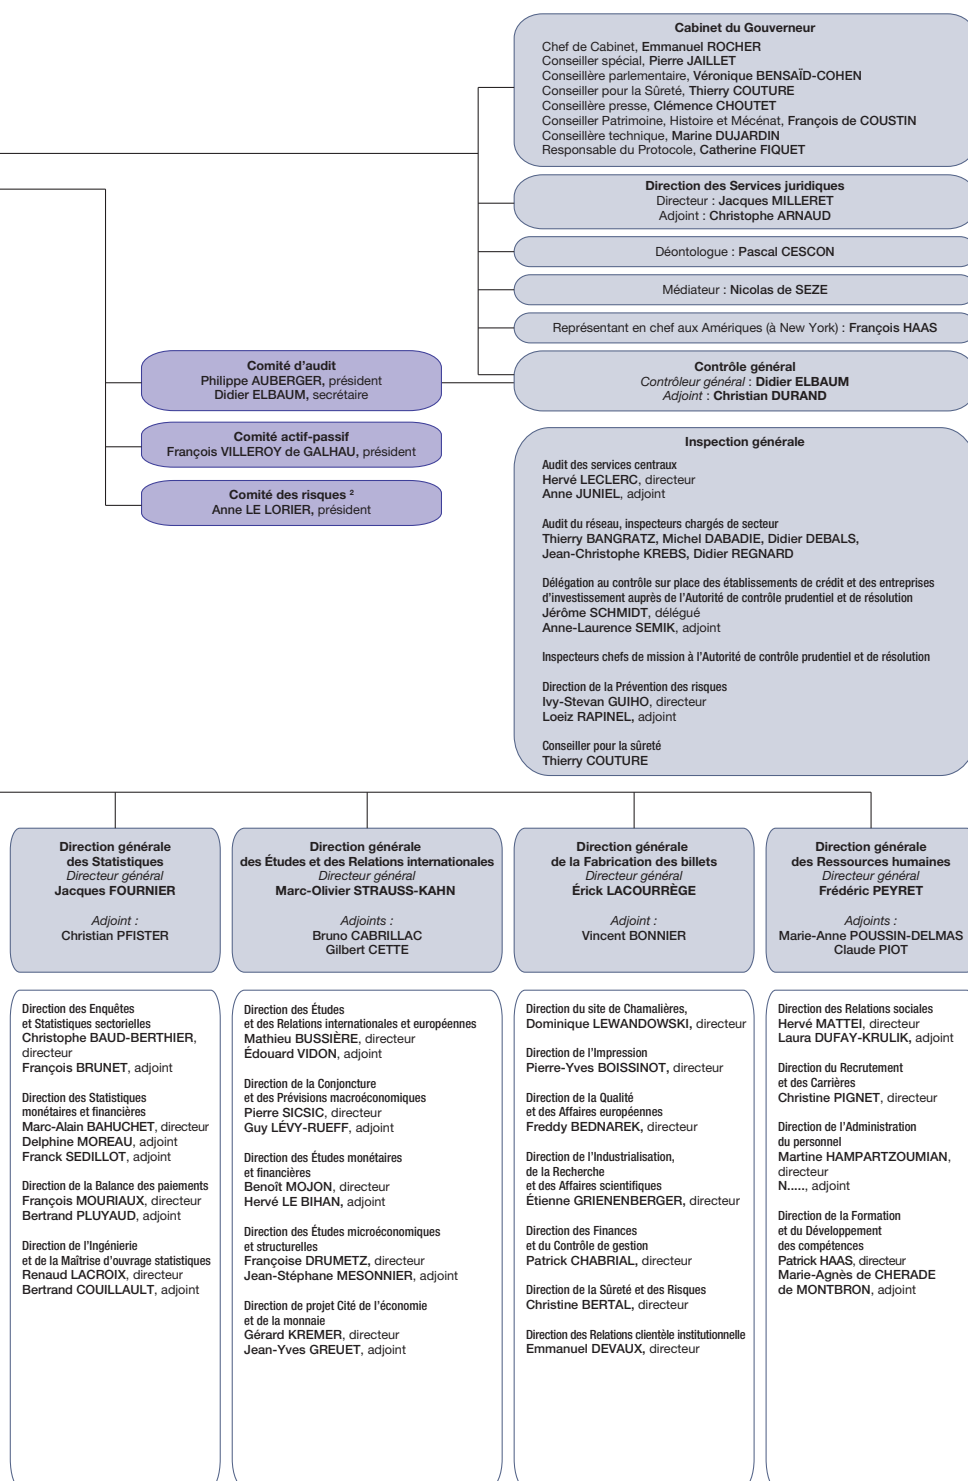 Cabinet du Gouverneur
Chef de Cabinet, Emmanuel ROCHER
Conseiller spécial, Pierre JAILLET
Conseillère parlementaire, Véronique BENSAÏD-COHEN
Conseiller pour la Sûreté, Thierry COUTURE
Conseillère presse, Clémence CHOUTET
Conseiller Patrimoine, Histoire et Mécénat, François de COUSTIN
Conseillère technique, Marine DUJARDIN
Responsable du Protocole, Catherine FIQUET
Direction des Services juridiques
Directeur : Jacques MILLERET
Adjoint : Christophe ARNAUD
Déontologue : Pascal CESCON
Médiateur : Nicolas de SEZE
Représentant en chef aux Amériques (à New York) : François HAAS
Comité d'audit
Philippe AUBERGER, président
Didier ELBAUM, secrétaire
Contrôle général
Contrôleur général : Didier ELBAUM
Adjoint : Christian DURAND
Comité actif-passif
François VILLEROY de GALHAU, président
Comité des risques ²
Anne LE LORIER, président
Inspection générale
Audit des services centraux
Hervé LECLERC, directeur
Anne JUNIEL, adjoint
Audit du réseau, inspecteurs chargés de secteur
Thierry BANGRATZ, Michel DABADIE, Didier DEBALS,
Jean-Christophe KREBS, Didier REGNARD
Délégation au contrôle sur place des établissements de crédit et des entreprises
d'investissement auprès de l'Autorité de contrôle prudentiel et de résolution
Jérôme SCHMIDT, délégué
Anne-Laurence SEMIK, adjoint
Inspecteurs chefs de mission à l'Autorité de contrôle prudentiel et de résolution
Direction de la Prévention des risques
Ivy-Stevan GUIHO, directeur
Loeiz RAPINEL, adjoint
Conseiller pour la sûreté
Thierry COUTURE
Direction générale
des Statistiques
Directeur général
Jacques FOURNIER
Adjoint :
Christian PFISTER
Direction des Enquêtes
et Statistiques sectorielles
Christophe BAUD-BERTHIER,
directeur
François BRUNET, adjoint
Direction des Statistiques
monétaires et financières
Marc-Alain BAHUCHET, directeur
Delphine MOREAU, adjoint
Franck SEDILLOT, adjoint
Direction de la Balance des paiements
François MOURIAUX, directeur
Bertrand PLUYAUD, adjoint
Direction de l'Ingénierie
et de la Maîtrise d'ouvrage statistiques
Renaud LACROIX, directeur
Bertrand COUILLAULT, adjoint
Direction générale
des Études et des Relations internationales
Directeur général
Marc-Olivier STRAUSS-KAHN
Adjoints :
Bruno CABRILLAC
Gilbert CETTE
Direction des Études
et des Relations internationales et européennes
Mathieu BUSSIÈRE, directeur
Édouard VIDON, adjoint
Direction de la Conjoncture
et des Prévisions macroéconomiques
Pierre SICSIC, directeur
Guy LÉVY-RUEFF, adjoint
Direction des Études monétaires
et financières
Benoît MOJON, directeur
Hervé LE BIHAN, adjoint
Direction des Études microéconomiques
et structurelles
Françoise DRUMETZ, directeur
Jean-Stéphane MESONNIER, adjoint
Direction de projet Cité de l'économie
et de la monnaie
Gérard KREMER, directeur
Jean-Yves GREUET, adjoint
Direction générale
de la Fabrication des billets
Directeur général
Érick LACOURRÈGE
Adjoint :
Vincent BONNIER
Direction du site de Chamalières,
Dominique LEWANDOWSKI, directeur
Direction de l'Impression
Pierre-Yves BOISSINOT, directeur
Direction de la Qualité
et des Affaires européennes
Freddy BEDNAREK, directeur
Direction de l'Industrialisation,
de la Recherche
et des Affaires scientifiques
Étienne GRIENENBERGER, directeur
Direction des Finances
et du Contrôle de gestion
Patrick CHABRIAL, directeur
Direction de la Sûreté et des Risques
Christine BERTAL, directeur
Direction des Relations clientèle institutionnelle
Emmanuel DEVAUX, directeur
Direction générale
des Ressources humaines
Directeur général
Frédéric PEYRET
Adjoints :
Marie-Anne POUSSIN-DELMAS
Claude PIOT
Direction des Relations sociales
Hervé MATTEI, directeur
Laura DUFAY-KRULIK, adjoint
Direction du Recrutement
et des Carrières
Christine PIGNET, directeur
Direction de l'Administration
du personnel
Martine HAMPARTZOUMIAN,
directeur
N....., adjoint
Direction de la Formation
et du Développement
des compétences
Patrick HAAS, directeur
Marie-Agnès de CHERADE
de MONTBRON, adjoint